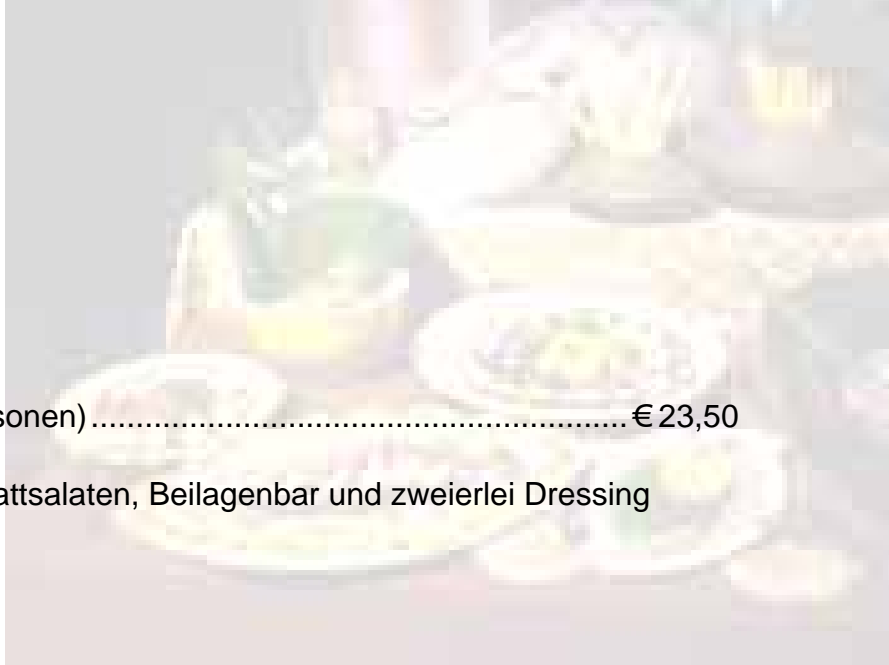 sonen)............................................................ € 23,50
attsalaten, Beilagenbar und zweierlei Dressing